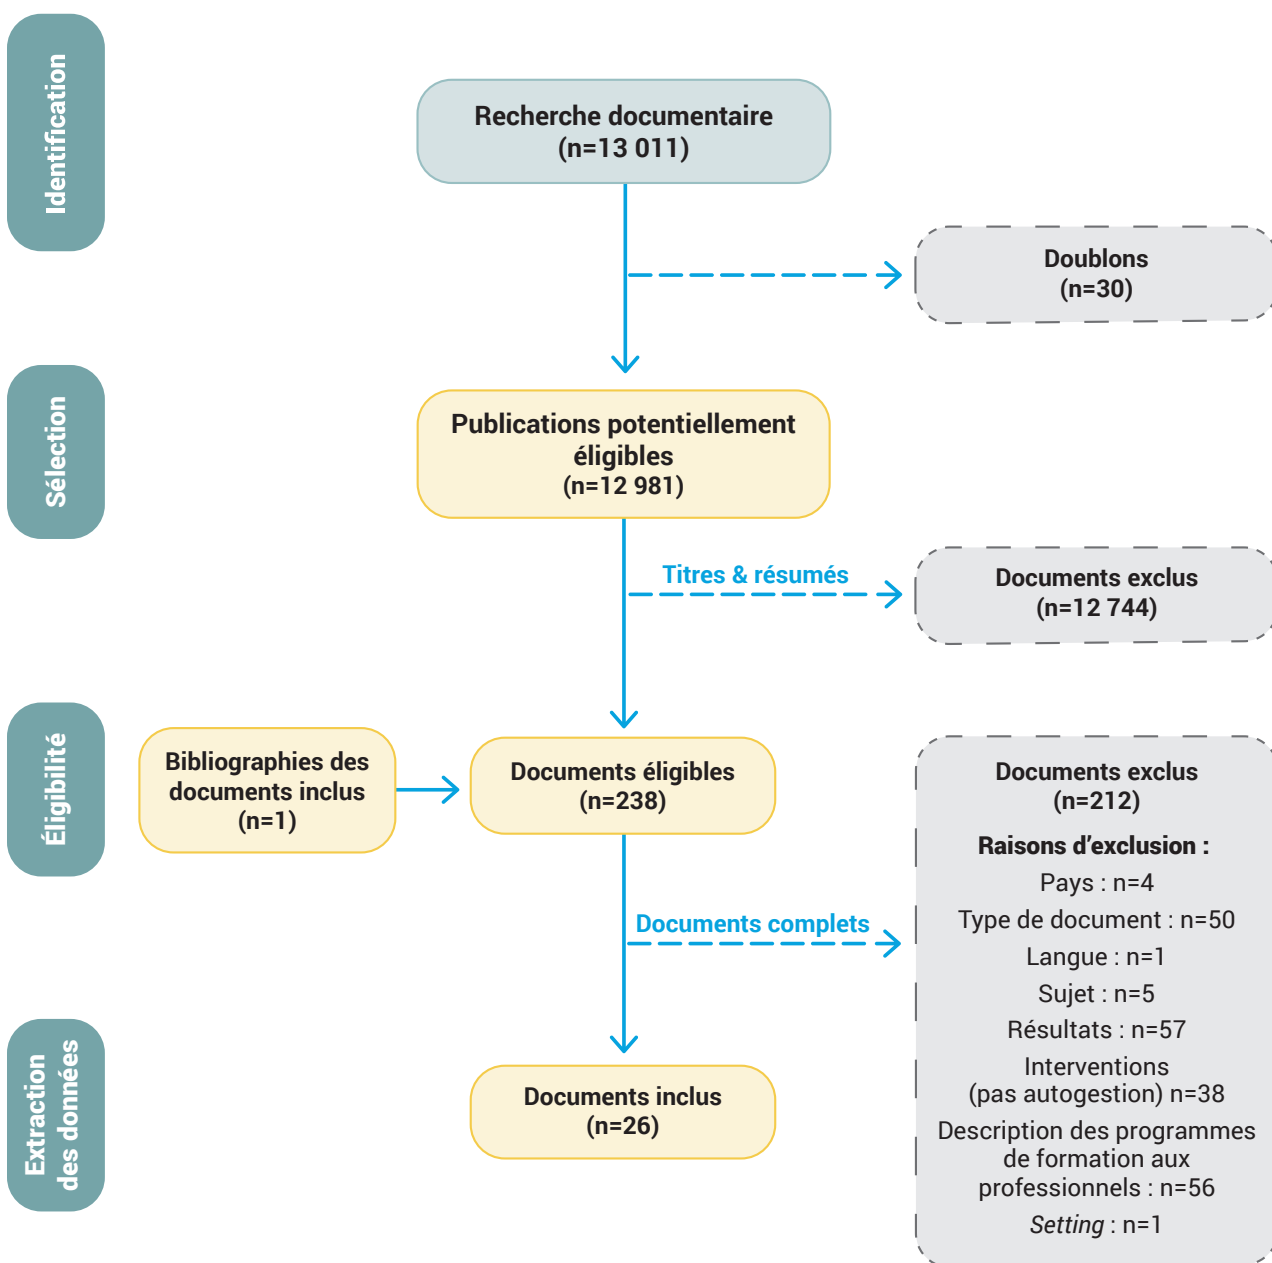 Identification
Recherche documentaire
(n=13 011)
Doublons
(n=30)
Sélection
Publications potentiellement
éligibles
(n=12 981)
Titres & résumés
Documents exclus
(n=12 744)
Éligibilité
Bibliographies des
documents inclus
(n=1)
Documents éligibles
(n=238)
Documents complets
Documents exclus
(n=212)
Raisons d’exclusion :
Pays : n=4
Type de document : n=50
Langue : n=1
Sujet : n=5
Résultats : n=57
Interventions
(pas autogestion) n=38
Description des programmes
de formation aux
professionnels : n=56
Setting : n=1
Extraction
des données
Documents inclus
(n=26)